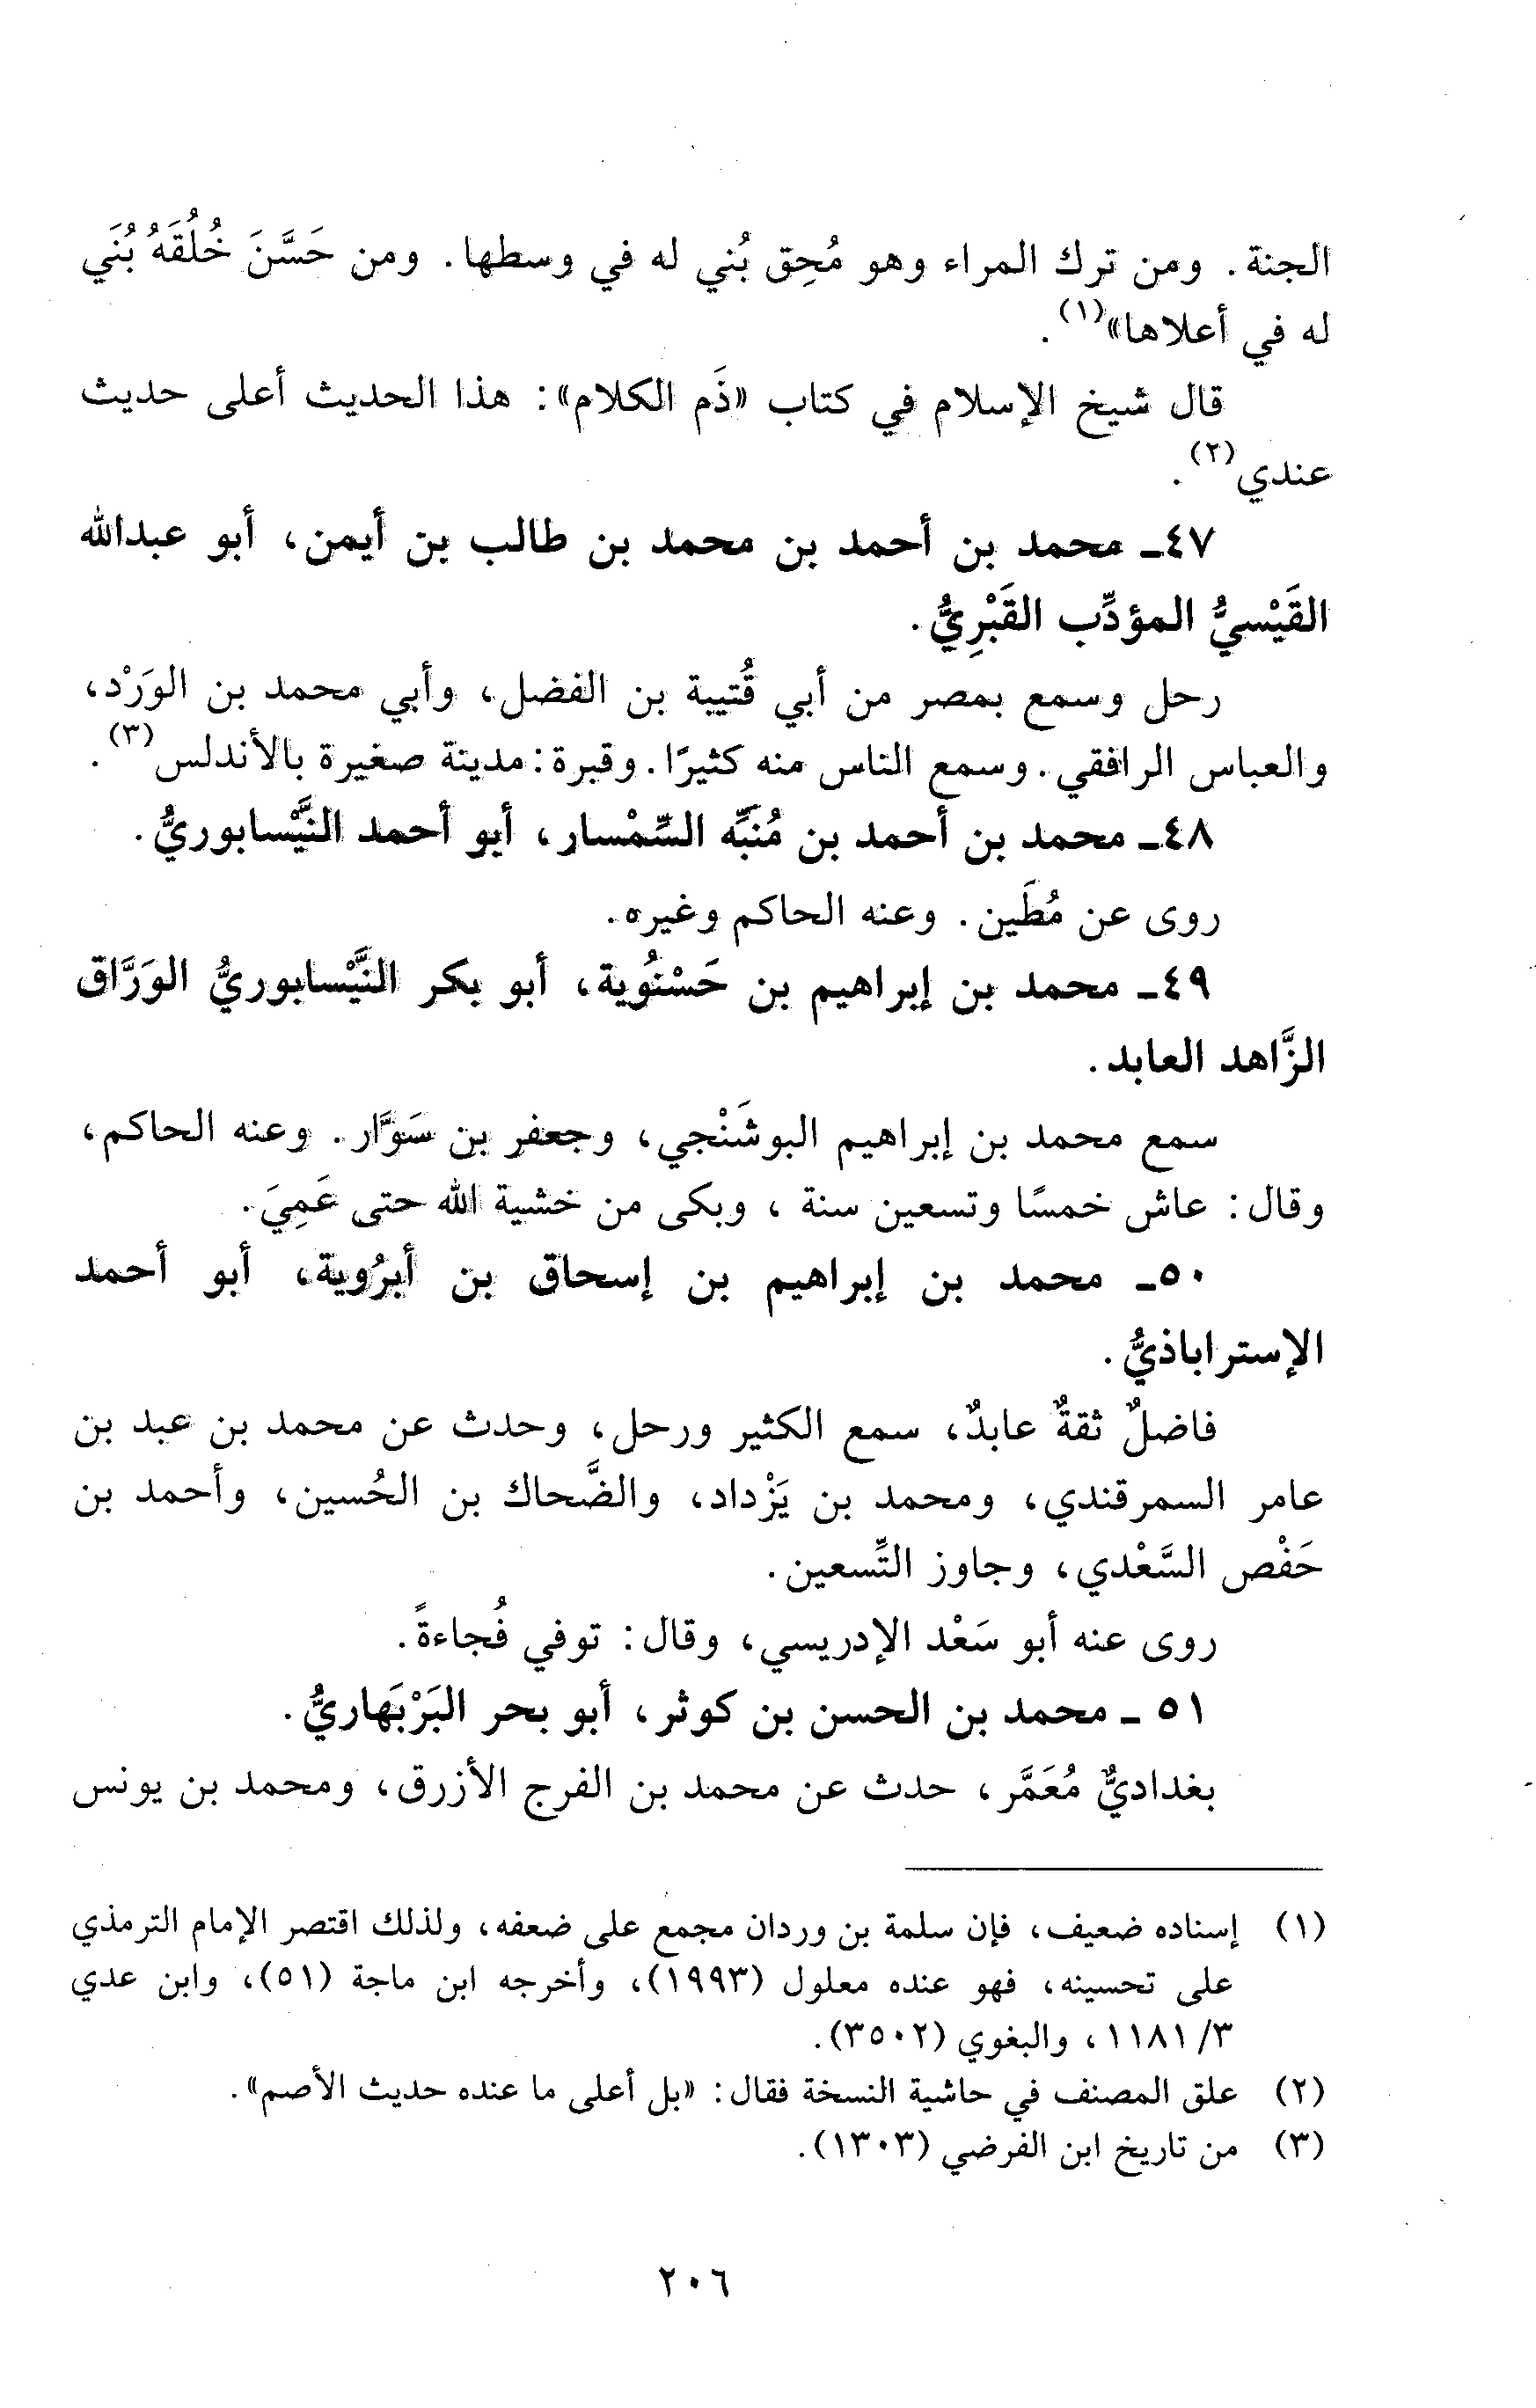 الجنة. ومن ترك المراء وهو مُحِق بُني له في وسطها. ومن حَسَّنَ خُلُقَهُ بُنَي
له في أعلاها»(١).
قال شيخ الإسلام في كتاب «ذَم الكلام»: هذا الحديث أعلى حديث
عندي(٢).
٤٧ـ محمد بن أحمد بن محمد بن طالب بن أيمن، أبو عبدالله
القَيْسيُّ المؤدِّب القَبْرِيُّ.
رحل وسمع بمصر من أبي قُتيبة بن الفضل، وأبي محمد بن الوَرْد،
والعباس الرافقي. وسمع الناس منه كثيرًا. وقبرة: مدينة صغيرة بالأندلس(٣).
٤٨ـ محمد بن أحمد بن مُنَبِّه السِّمْسار، أبو أحمد النَّيْسابوريُّ.
روى عن مُطَين. وعنه الحاكم وغيره.
٤٩ـ محمد بن إبراهيم بن حَسْنُوية، أبو بكر النَّيْسابوريُّ الوَرَّاق
الزَّاهد العابد.
سمع محمد بن إبراهيم البوشَنْجي، وجعفر بن سَوَّار. وعنه الحاكم،
وقال: عاش خمسًا وتسعين سنة ، وبكى من خشية الله حتى عَمِيَ.
٥٠ـ محمد بن إبراهيم بن إسحاق بن أبرُوية، أبو أحمد
الإستراباذيُّ.
فاضلٌ ثقةٌ عابدٌ، سمع الكثير ورحل، وحدث عن محمد بن عبد بن
عامر السمرقندي، ومحمد بن يَزْداد، والضَّحاك بن الحُسين، وأحمد بن
حَفْص السَّعْدي، وجاوز التِّسعين.
روى عنه أبو سَعْد الإدريسي، وقال: توفي فُجاءةً.
٥١ ـ محمد بن الحسن بن كوثر، أبو بحر البَرْبَهاريُّ.
بغداديٌّ مُعَمَّر، حدث عن محمد بن الفرج الأزرق، ومحمد بن يونس
(١) إسناده ضعيف، فإن سلمة بن وردان مجمع على ضعفه، ولذلك اقتصر الإمام الترمذي
على تحسينه، فهو عنده معلول (١٩٩٣)، وأخرجه ابن ماجة (٥١)، وابن عدي
٣/ ١١٨١، والبغوي (٣٥٠٢).
(٢) علق المصنف في حاشية النسخة فقال: «بل أعلى ما عنده حديث الأصم».
(٣) من تاريخ ابن الفرضي (١٣٠٣).
٢٠٦